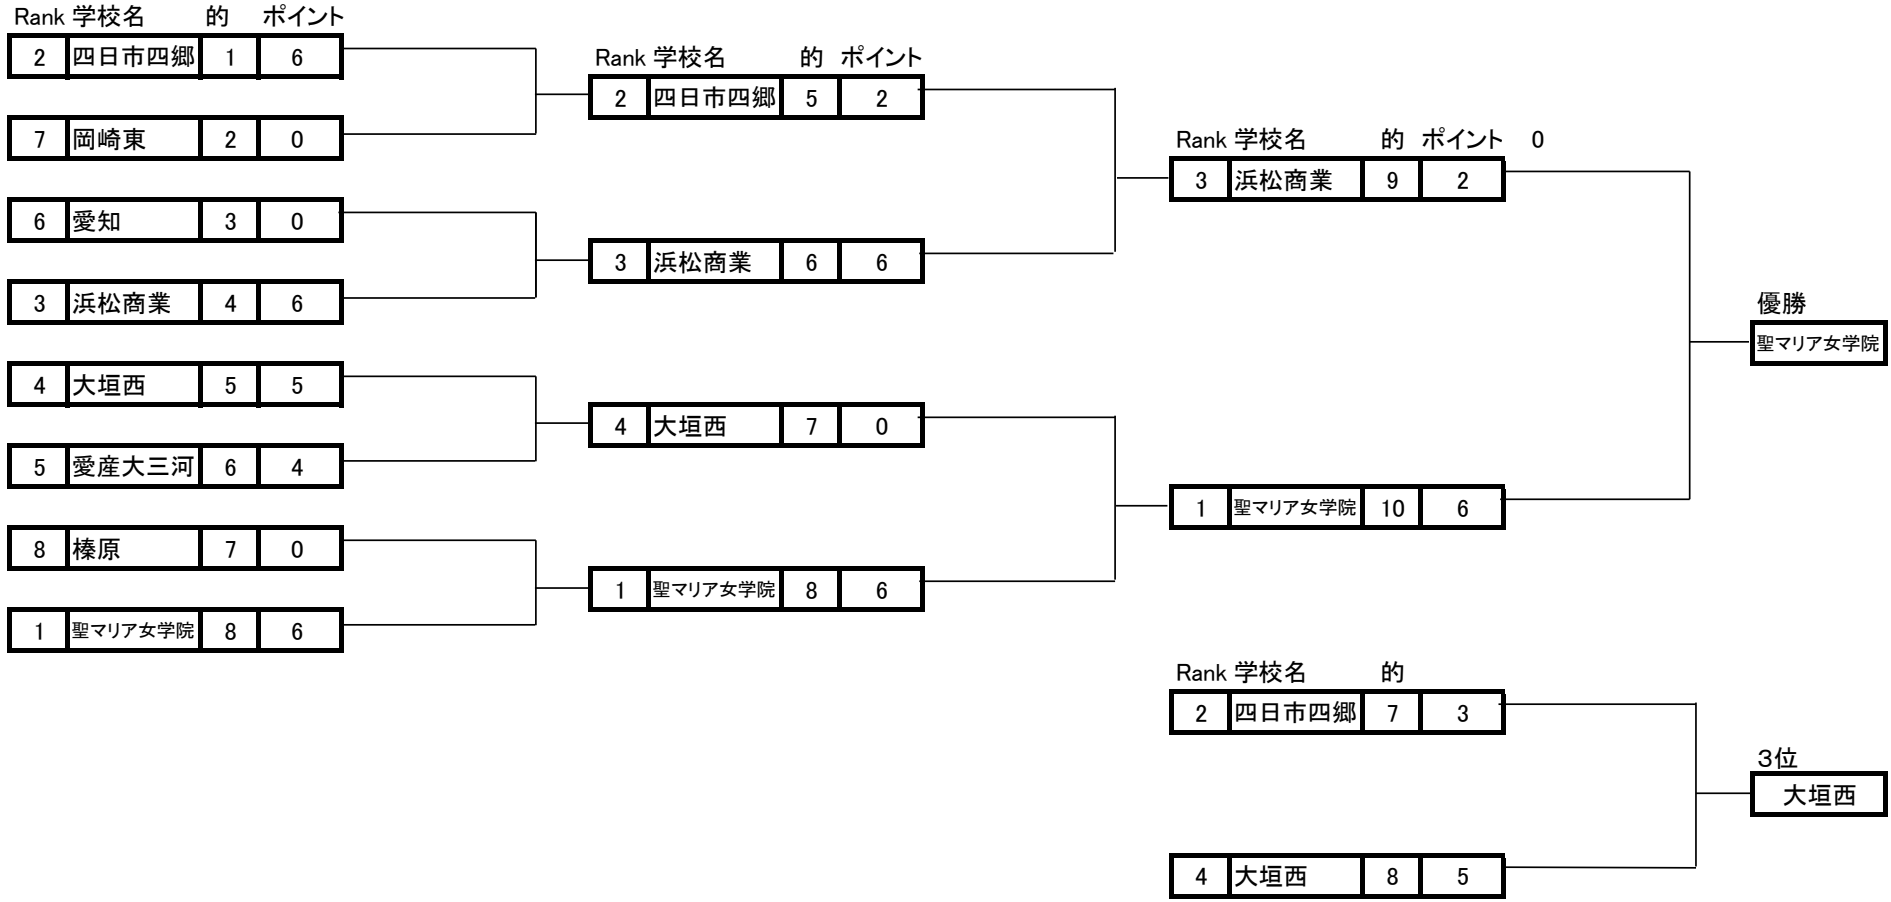 Rank 学校名 的 ポイント
2 四日市四郷 1 6
7 岡崎東 2 0
6 愛知 3 0
3 浜松商業 4 6
4 大垣西 5 5
5 愛産大三河 6 4
8 榛原 7 0
1 聖マリア女学院 8 6
Rank 学校名 的 ポイント
2 四日市四郷 5 2
3 浜松商業 6 6
4 大垣西 7 0
1 聖マリア女学院 8 6
Rank 学校名 的 ポイント 0
3 浜松商業 9 2
1 聖マリア女学院 10 6
優勝
聖マリア女学院
Rank 学校名 的
2 四日市四郷 7 3
4 大垣西 8 5
3位
大垣西